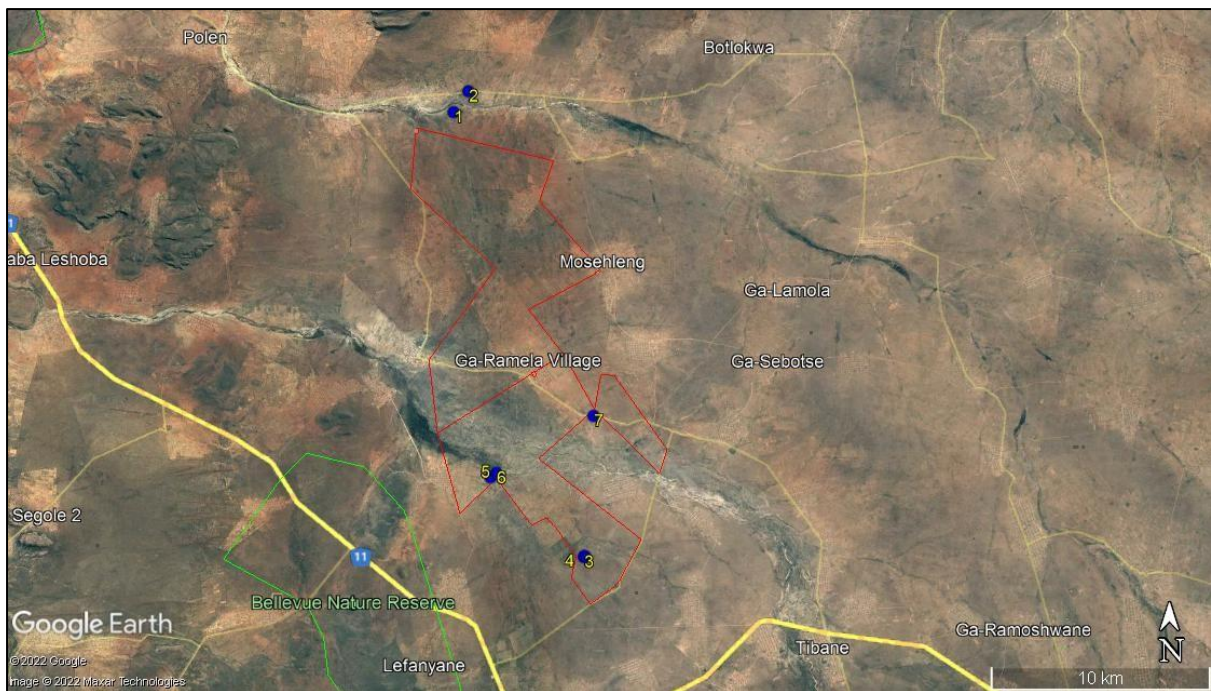 Polen
Botlokwa
2
1
1
aba Leshoba
Mosehleng
Ga-Lamola
Ga-Ramela Village
Ga-Sebotse
7
5
6
Segole 2
4
3
11
Bellevue Nature Reserve
Google Earth
Ga-Ramoshwane
N
Tibane
©2022 Google
Lefanyane
Image © 2022 Maxar Technologies
10 km